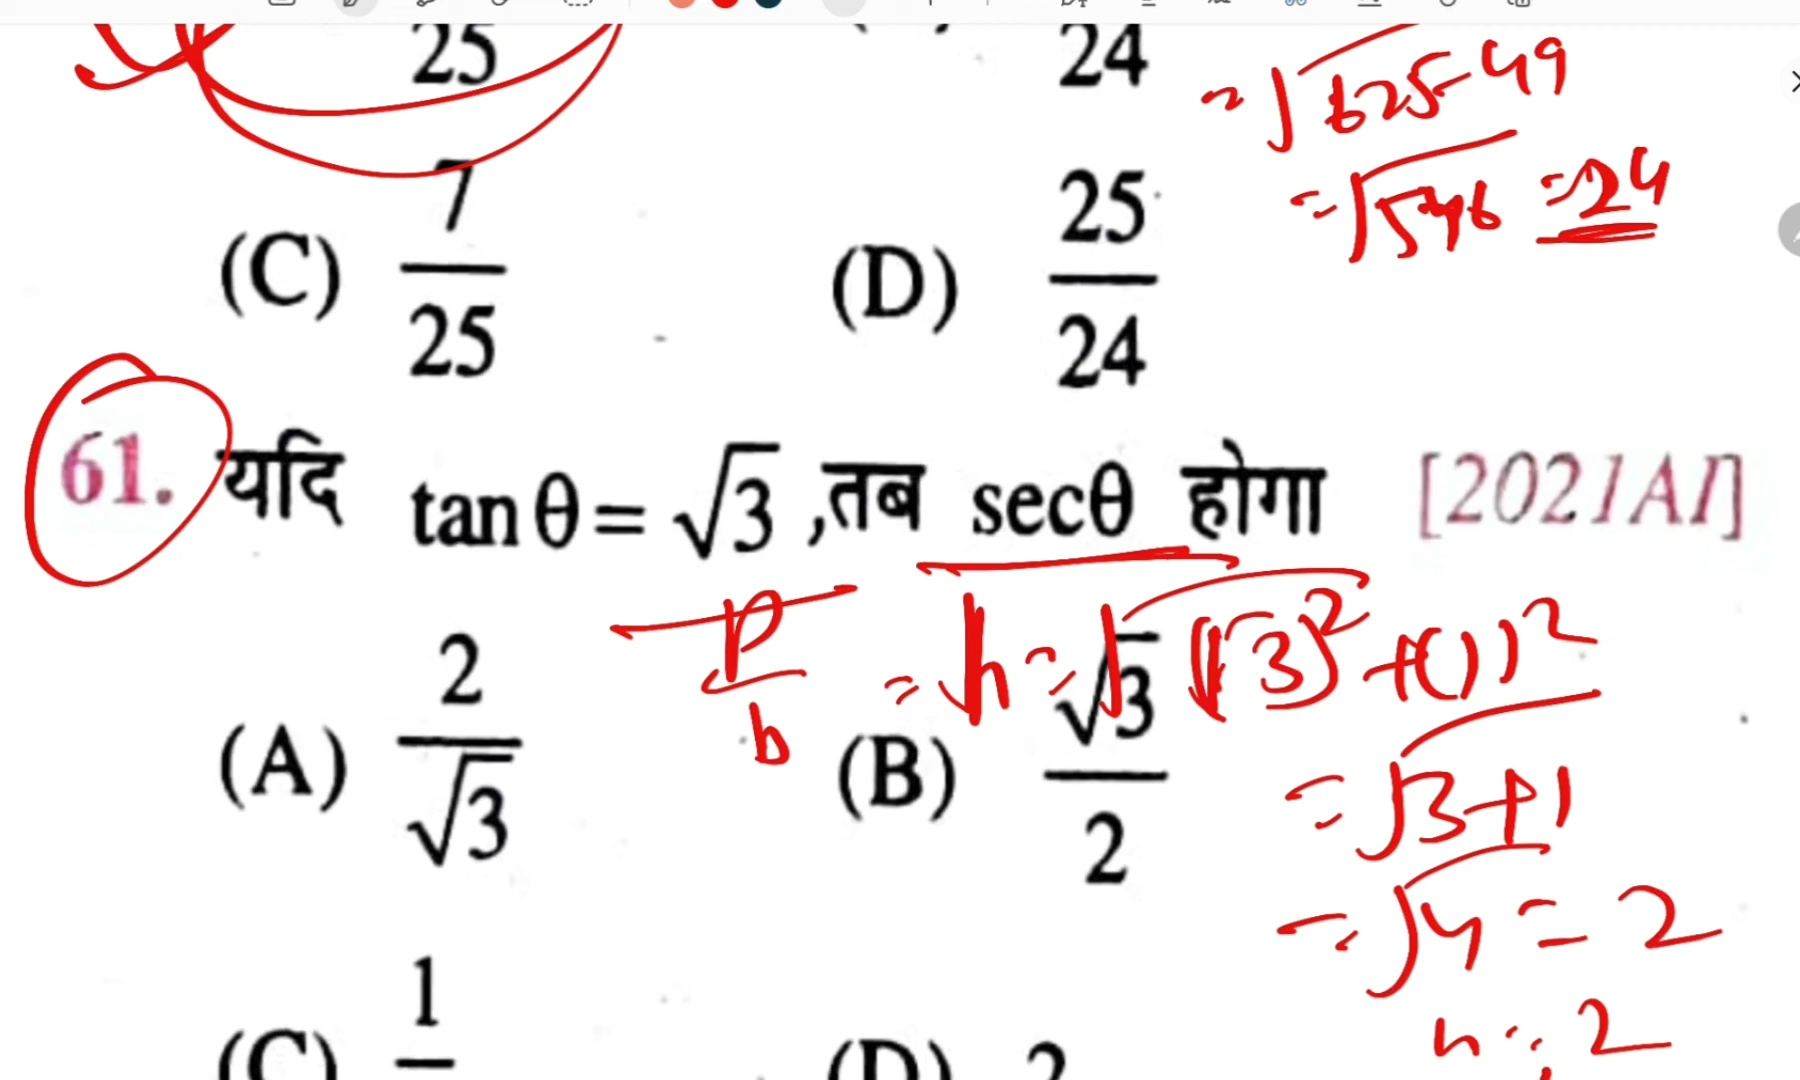 25
24
= √625-49
= √576 = 24
(C) 7/25
(D) 25/24
61. यदि tan θ = √3 ,तब secθ होगा [2021AI]
p/b = h = √(√3)² + (1)²
(A) 2/√3
(B) √3/2
= √3+1
= √4 = 2
h = 2
(C) 1
(D) 2